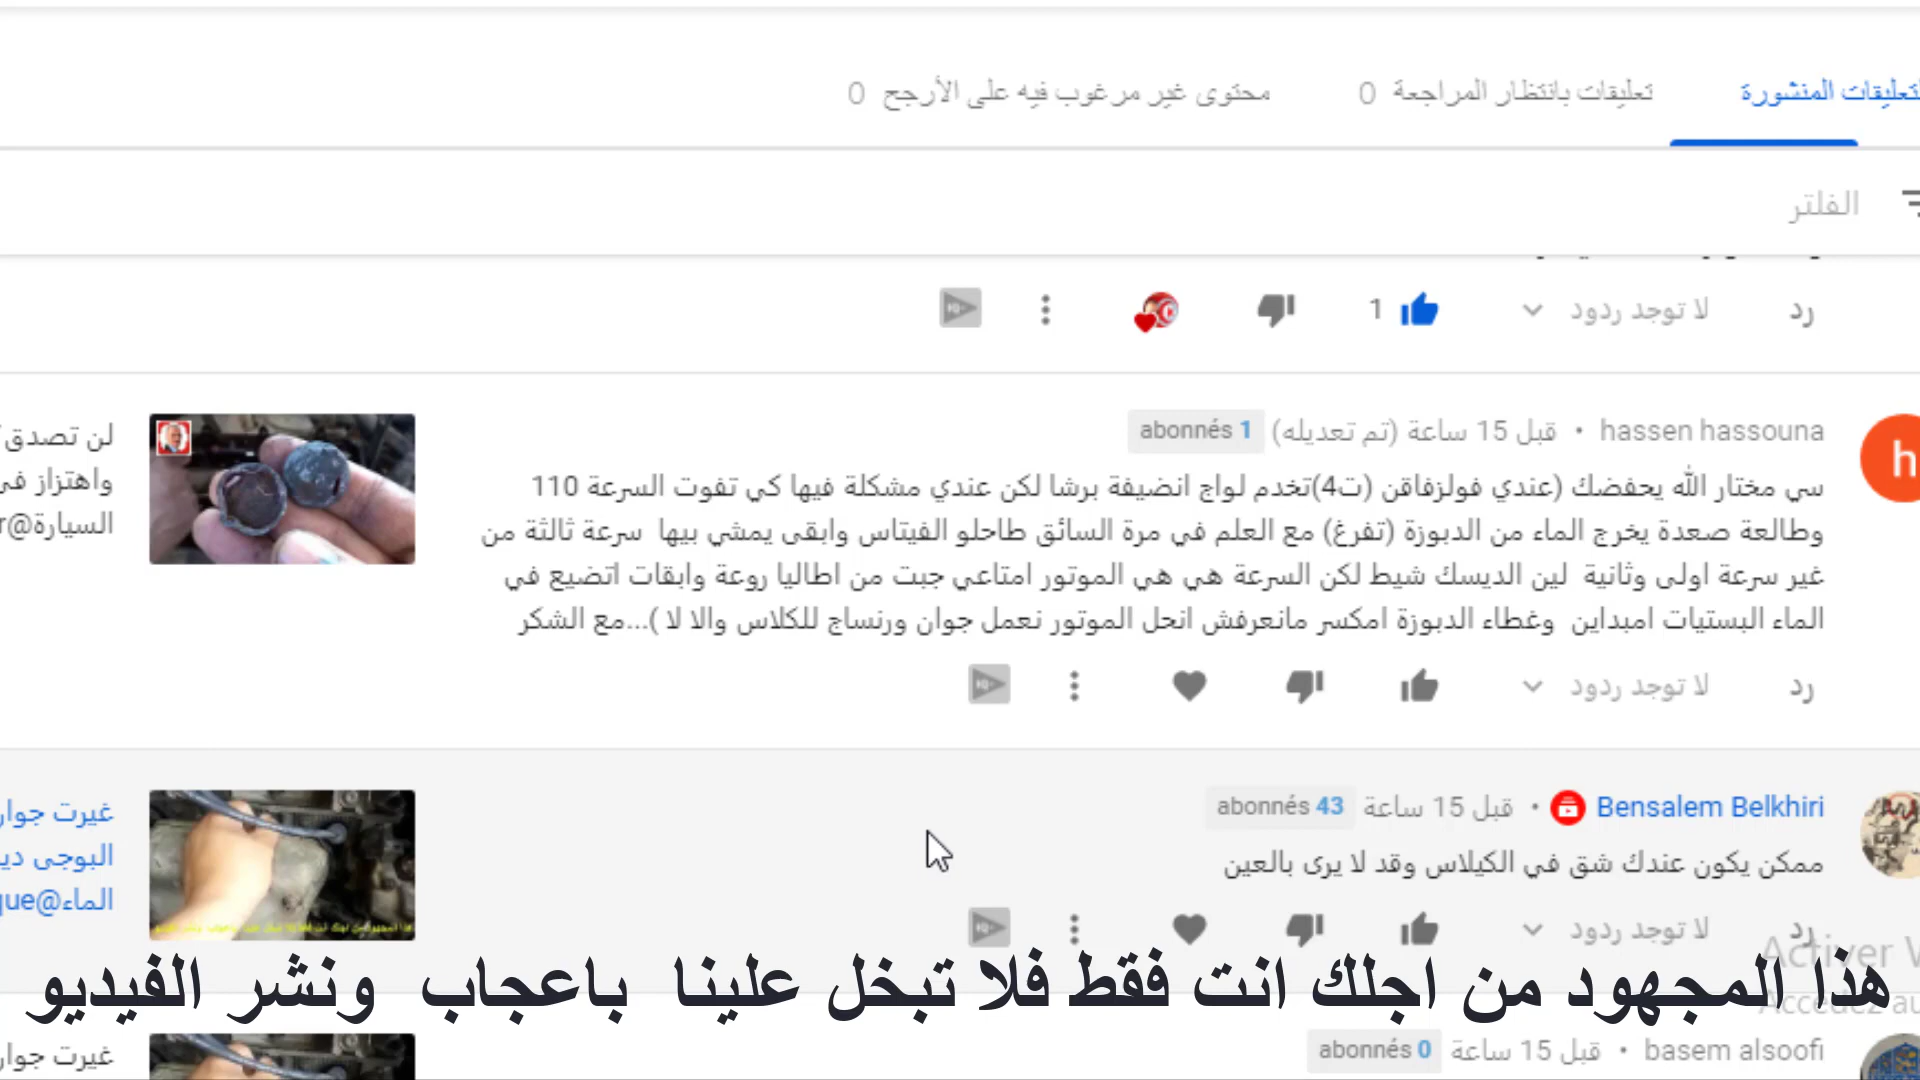 التعليقات المنشورة
تعليقات بانتظار المراجعة 0
محتوى غير مرغوب فيه على الأرجح 0
الفلتر
رد
لا توجد ردود
1
hassen hassouna • قبل 15 ساعة (تم تعديله) abonnés 1
سي مختار الله يحفضك (عندي فولزفاقن (ت4)تخدم لواج انضيفة برشا لكن عندي مشكلة فيها كي تفوت السرعة 110
وطالعة صعدة يخرج الماء من الدبوزة (تفرغ) مع العلم في مرة السائق طاحلو الفيتاس وابقى يمشي بيها سرعة ثالثة من
غير سرعة اولى وثانية لين الديسك شيط لكن السرعة هي هي الموتور امتاعي جبت من اطاليا روعة وابقات اتضيع في
الماء البستيات امبداين وغطاء الدبوزة امكسر مانعرفش انحل الموتور نعمل جوان ورنساج للكلاس والا لا )...مع الشكر
لن تصدق
واهتزاز في
السيارة@
رد
لا توجد ردود
Bensalem Belkhiri • قبل 15 ساعة abonnés 43
ممكن يكون عندك شق في الكيلاس وقد لا يرى بالعين
غيرت جوان
البوجى
الماء@
رد
لا توجد ردود
Activer
هذا المجهود من اجلك انت فقط فلا تبخل علينا باعجاب ونشر الفيديو
basem alsoofi • قبل 15 ساعة abonnés 0
غيرت جوان